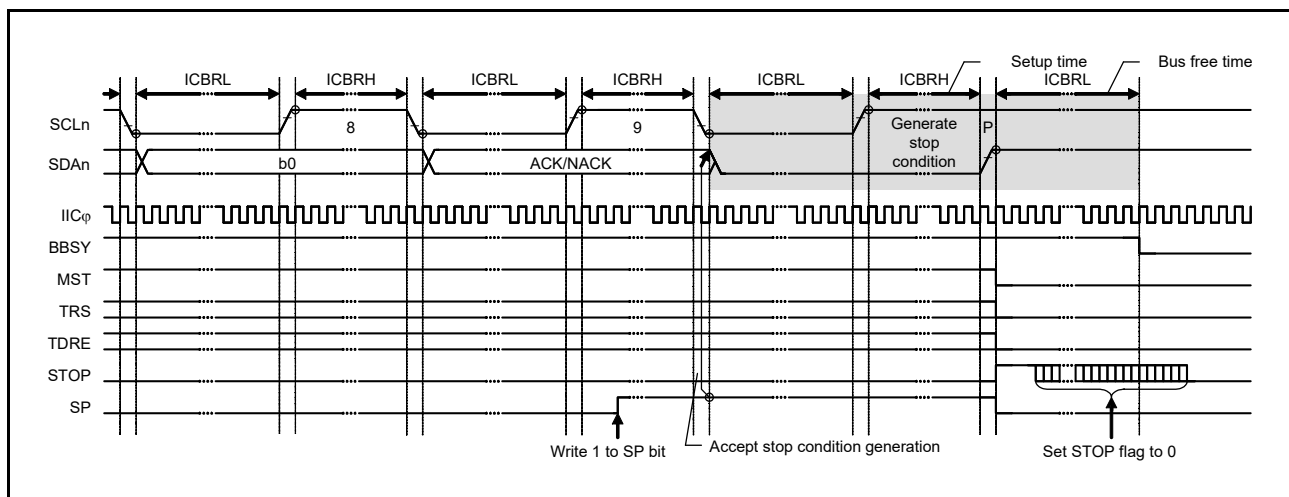 Setup time
Bus free time
ICBRL ICBRH ICBRL ICBRH ICBRL ICBRH ICBRL
SCLn 8 9 Generate stop condition P
SDAn b0 ACK/NACK
IICφ
BBSY
MST
TRS
TDRE
STOP
SP
Write 1 to SP bit
Accept stop condition generation
Set STOP flag to 0